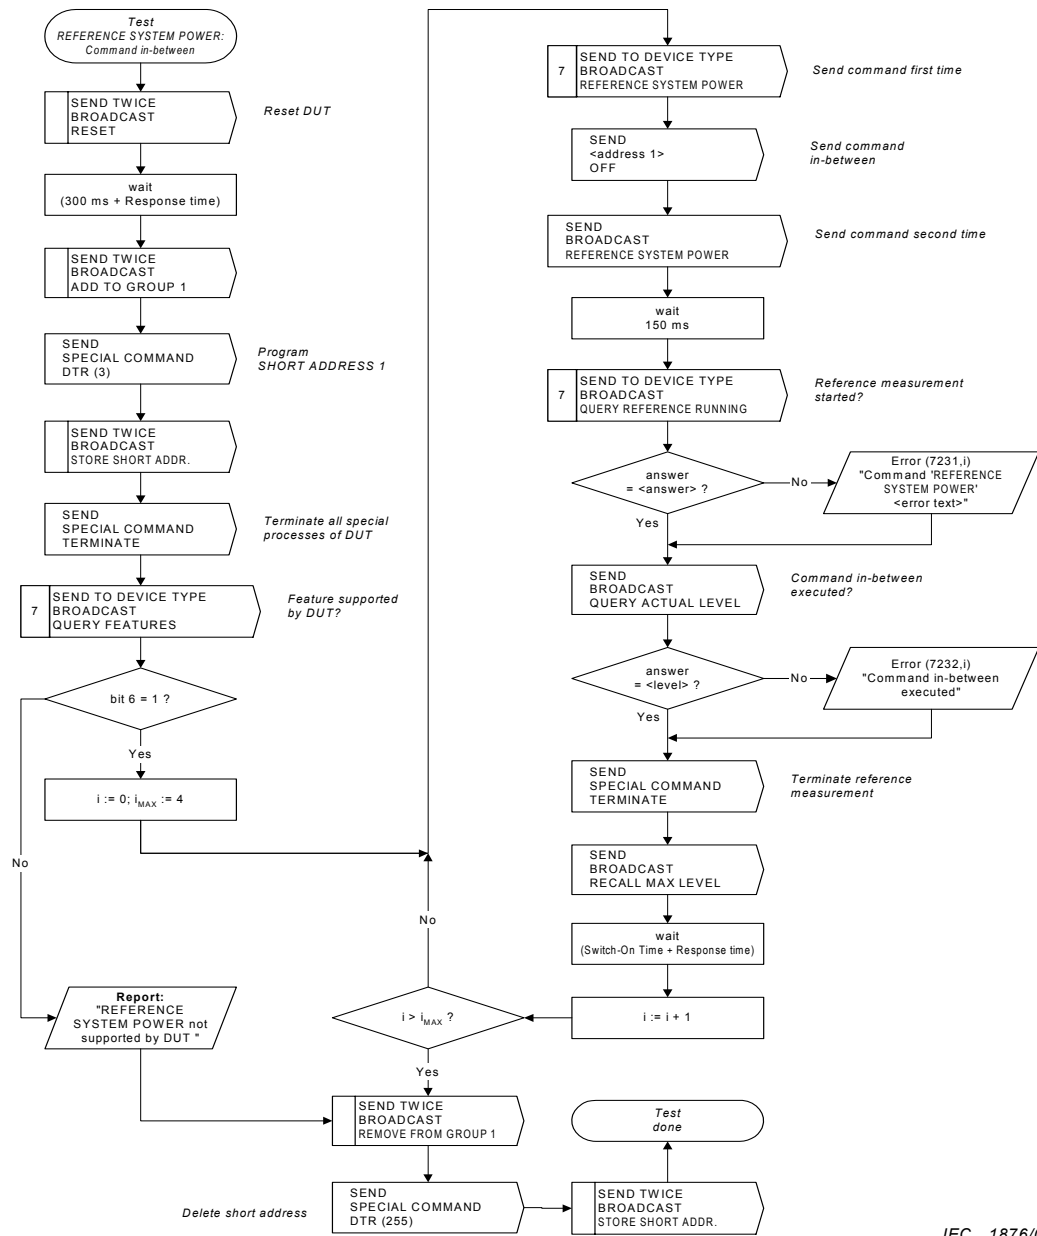 Test
REFERENCE SYSTEM POWER:
Command in-between
SEND TWICE
BROADCAST
RESET
Reset DUT
wait
(300 ms + Response time)
SEND TWICE
BROADCAST
ADD TO GROUP 1
SEND
SPECIAL COMMAND
DTR (3)
Program
SHORT ADDRESS 1
SEND TWICE
BROADCAST
STORE SHORT ADDR.
SEND
SPECIAL COMMAND
TERMINATE
Terminate all special
processes of DUT
7
SEND TO DEVICE TYPE
BROADCAST
QUERY FEATURES
Feature supported
by DUT?
bit 6 = 1 ?
Yes
i := 0; iMAX := 4
No
Report:
"REFERENCE
SYSTEM POWER not
supported by DUT "
7
SEND TO DEVICE TYPE
BROADCAST
REFERENCE SYSTEM POWER
Send command first time
SEND
<address 1>
OFF
Send command
in-between
SEND
BROADCAST
REFERENCE SYSTEM POWER
Send command second time
wait
150 ms
7
SEND TO DEVICE TYPE
BROADCAST
QUERY REFERENCE RUNNING
Reference measurement
started?
answer
= <answer> ?
No
Error (7231,i)
"Command 'REFERENCE
SYSTEM POWER'
<error text>"
Yes
SEND
BROADCAST
QUERY ACTUAL LEVEL
Command in-between
executed?
answer
= <level> ?
No
Error (7232,i)
"Command in-between
executed"
Yes
SEND
SPECIAL COMMAND
TERMINATE
Terminate reference
measurement
SEND
BROADCAST
RECALL MAX LEVEL
wait
(Switch-On Time + Response time)
i := i + 1
i > iMAX ?
No
Yes
SEND TWICE
BROADCAST
REMOVE FROM GROUP 1
Delete short address
SEND
SPECIAL COMMAND
DTR (255)
SEND TWICE
BROADCAST
STORE SHORT ADDR.
Test
done
IEC 1876/